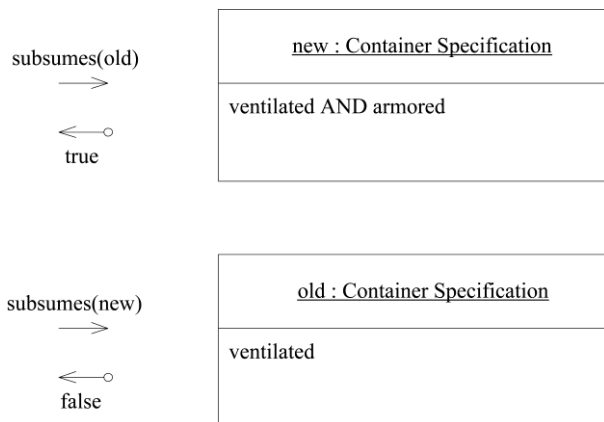 new : Container Specification
subsumes(old)
ventilated AND armored
true
old : Container Specification
subsumes(new)
ventilated
false